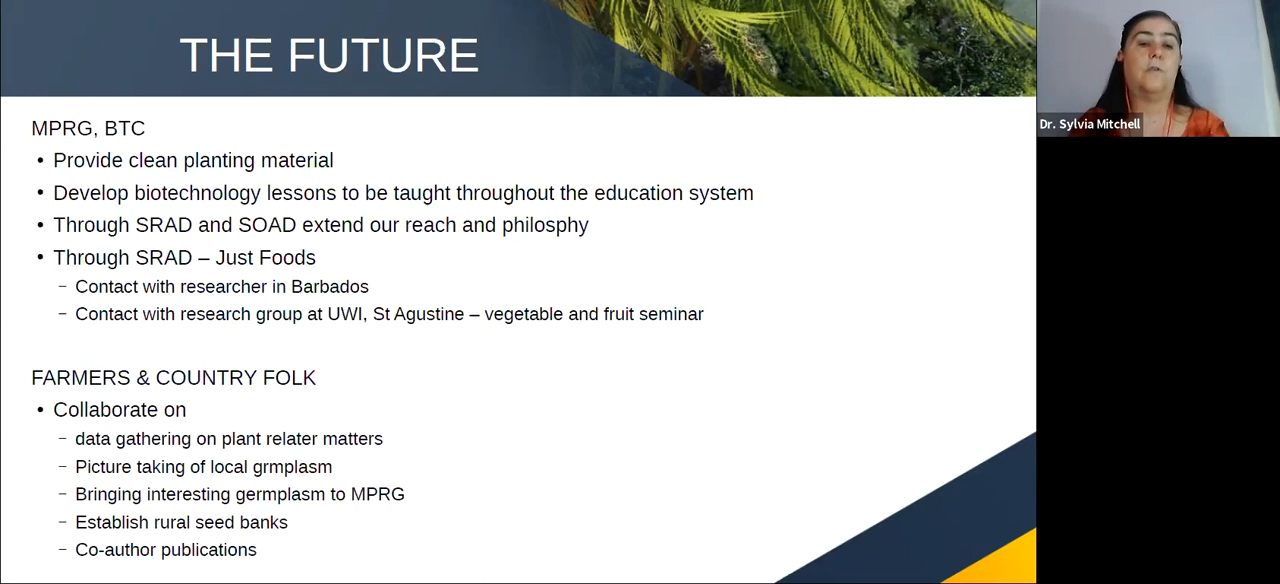 THE FUTURE
Dr. Sylvia Mitchell
MPRG, BTC
• Provide clean planting material
• Develop biotechnology lessons to be taught throughout the education system
• Through SRAD and SOAD extend our reach and philosphy
• Through SRAD – Just Foods
– Contact with researcher in Barbados
– Contact with research group at UWI, St Agustine – vegetable and fruit seminar
FARMERS & COUNTRY FOLK
• Collaborate on
– data gathering on plant relater matters
– Picture taking of local grmplasm
– Bringing interesting germplasm to MPRG
– Establish rural seed banks
– Co-author publications